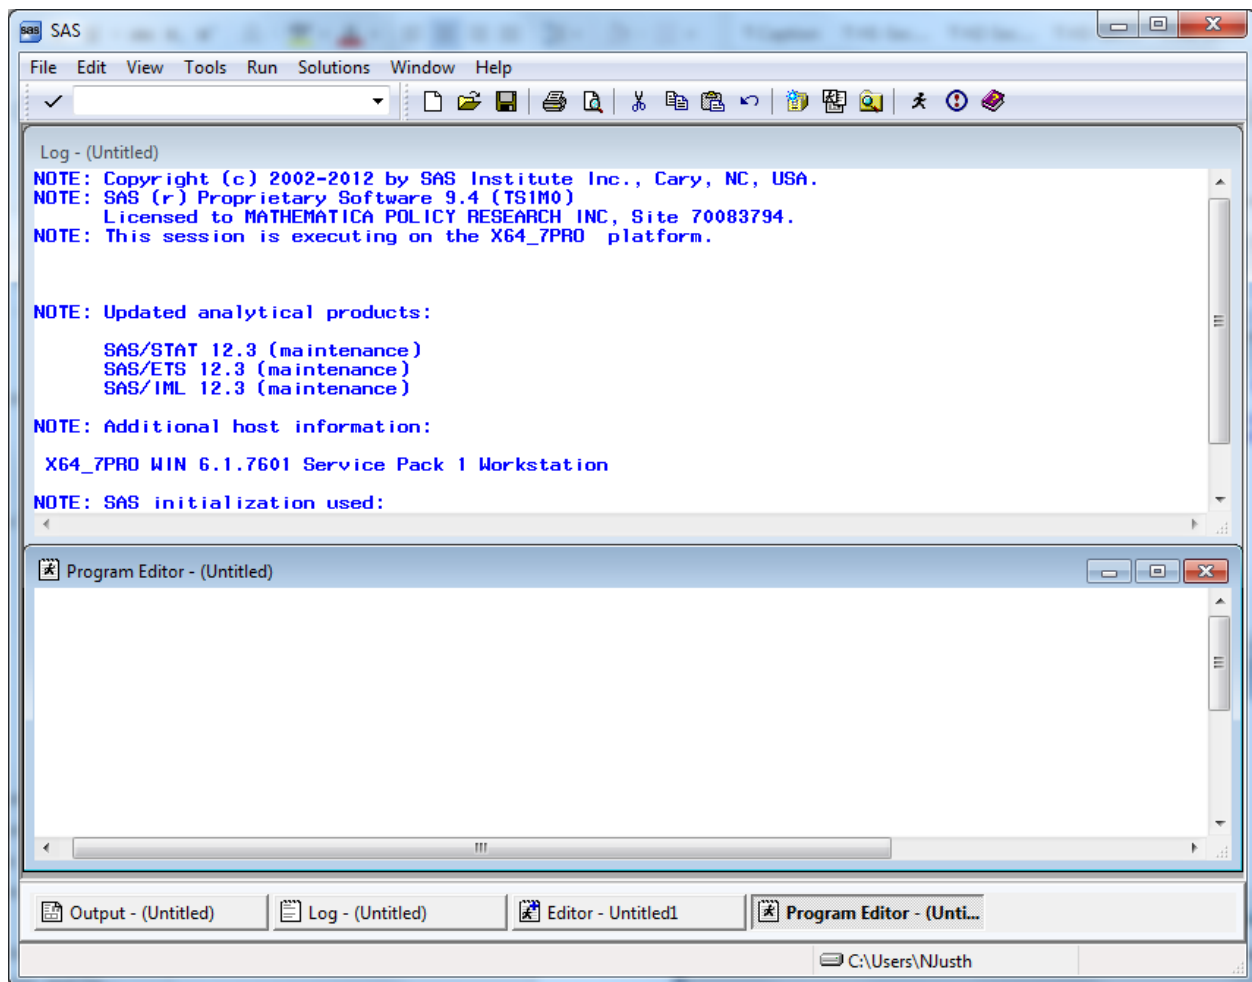 SAS
File Edit View Tools Run Solutions Window Help
Log - (Untitled)
NOTE: Copyright (c) 2002-2012 by SAS Institute Inc., Cary, NC, USA.
NOTE: SAS (r) Proprietary Software 9.4 (TS1M0)
Licensed to MATHEMATICA POLICY RESEARCH INC, Site 70083794.
NOTE: This session is executing on the X64_7PRO platform.
NOTE: Updated analytical products:
SAS/STAT 12.3 (maintenance)
SAS/ETS 12.3 (maintenance)
SAS/IML 12.3 (maintenance)
NOTE: Additional host information:
X64_7PRO WIN 6.1.7601 Service Pack 1 Workstation
NOTE: SAS initialization used:
Program Editor - (Untitled)
Output - (Untitled) Log - (Untitled) Editor - Untitled1 Program Editor - (Unti...
C:\Users\NJusth